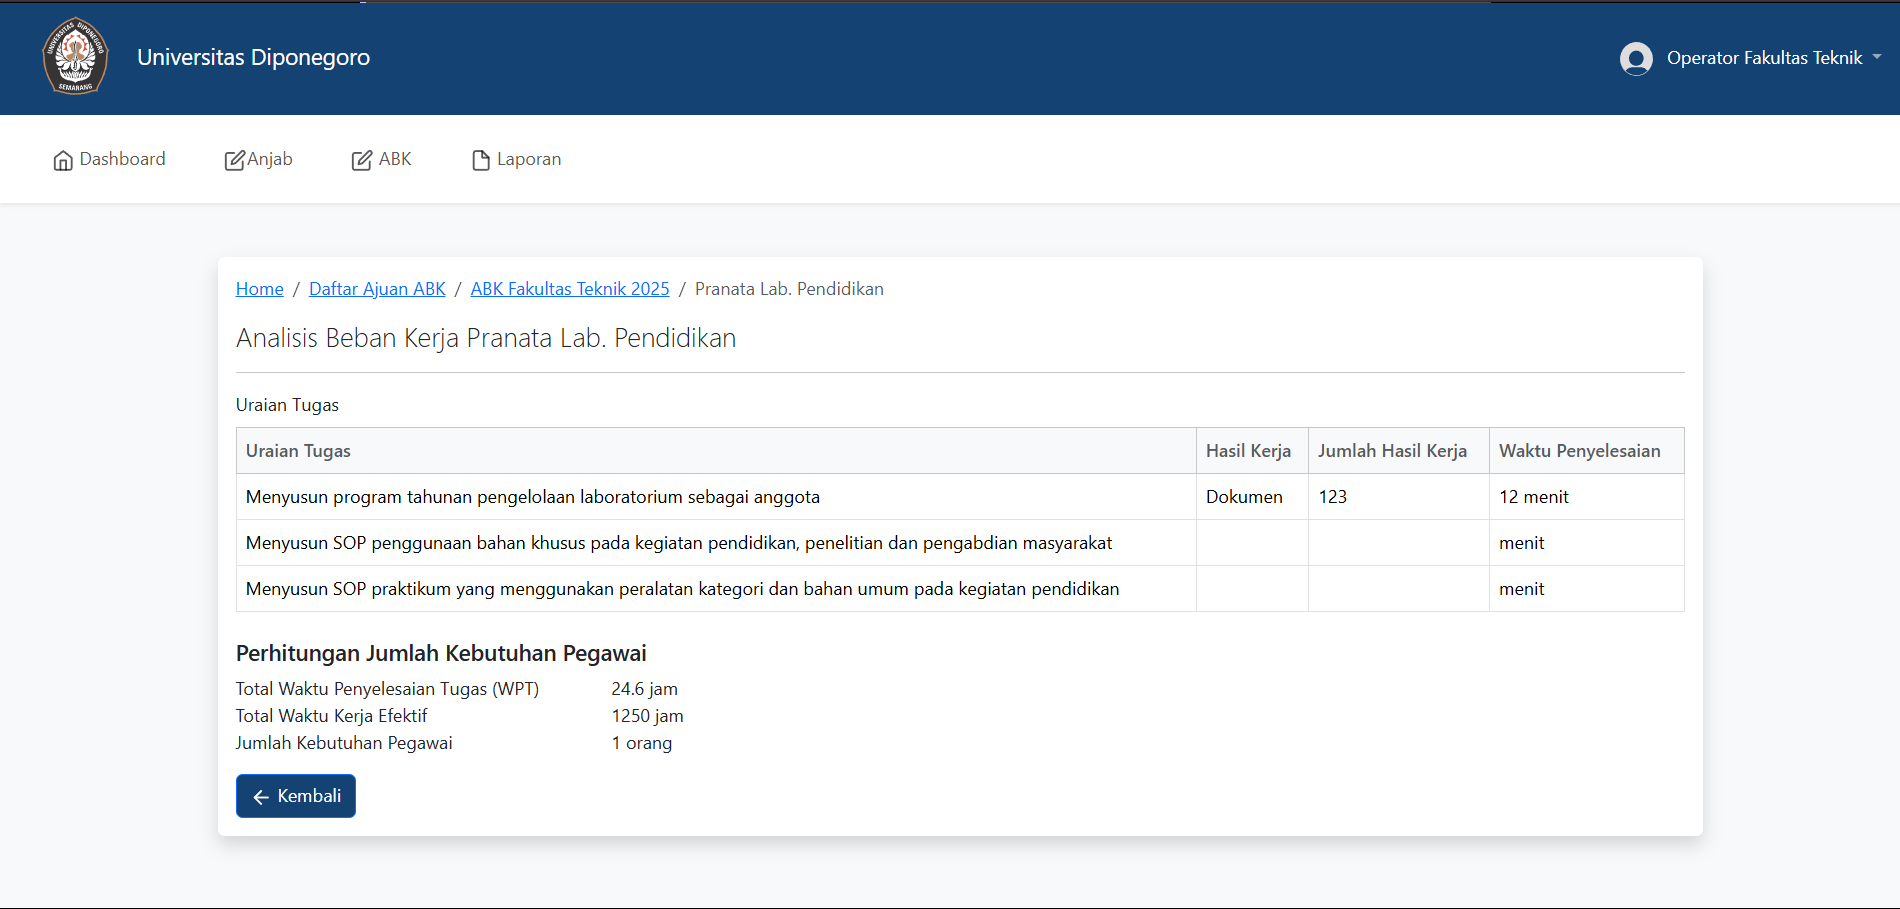 UNIVERSITAS DIPONEGORO
SEMARANG
Universitas Diponegoro
Operator Fakultas Teknik
Dashboard Anjab ABK Laporan
Home / Daftar Ajuan ABK / ABK Fakultas Teknik 2025 / Pranata Lab. Pendidikan
Analisis Beban Kerja Pranata Lab. Pendidikan
Uraian Tugas
Uraian Tugas Hasil Kerja Jumlah Hasil Kerja Waktu Penyelesaian
Menyusun program tahunan pengelolaan laboratorium sebagai anggota Dokumen 123 12 menit
Menyusun SOP penggunaan bahan khusus pada kegiatan pendidikan, penelitian dan pengabdian masyarakat menit
Menyusun SOP praktikum yang menggunakan peralatan kategori dan bahan umum pada kegiatan pendidikan menit
Perhitungan Jumlah Kebutuhan Pegawai
Total Waktu Penyelesaian Tugas (WPT) 24.6 jam
Total Waktu Kerja Efektif 1250 jam
Jumlah Kebutuhan Pegawai 1 orang
Kembali